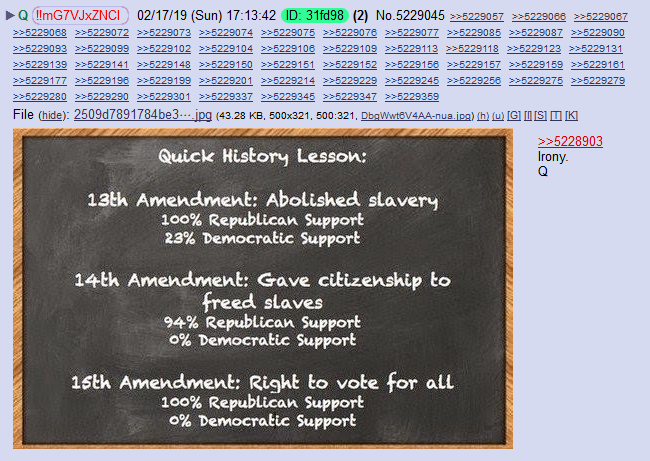 ▶ Q !!mG7VJxZNCI 02/17/19 (Sun) 17:13:42 ID: 31fd98 (2) No.5229045 >>5229057 >>5229066 >>5229067
>>5229068 >>5229072 >>5229073 >>5229074 >>5229075 >>5229076 >>5229077 >>5229085 >>5229087 >>5229090
>>5229093 >>5229099 >>5229102 >>5229104 >>5229106 >>5229109 >>5229113 >>5229118 >>5229123 >>5229131
>>5229139 >>5229141 >>5229148 >>5229150 >>5229151 >>5229152 >>5229156 >>5229157 >>5229159 >>5229161
>>5229177 >>5229196 >>5229199 >>5229201 >>5229214 >>5229229 >>5229245 >>5229256 >>5229275 >>5229279
>>5229280 >>5229290 >>5229301 >>5229337 >>5229345 >>5229347 >>5229359
File (hide): 2509d7891784be3⋯.jpg (43.28 KB, 500x321, 500:321, DbqWwt6V4AA-nua.jpg) (h) (u) [G] [I] [S] [T] [K]
Quick History Lesson:
13th Amendment: Abolished slavery
100% Republican Support
23% Democratic Support
14th Amendment: Gave citizenship to
freed slaves
94% Republican Support
0% Democratic Support
15th Amendment: Right to vote for all
100% Republican Support
0% Democratic Support
>>5228903
Irony.
Q